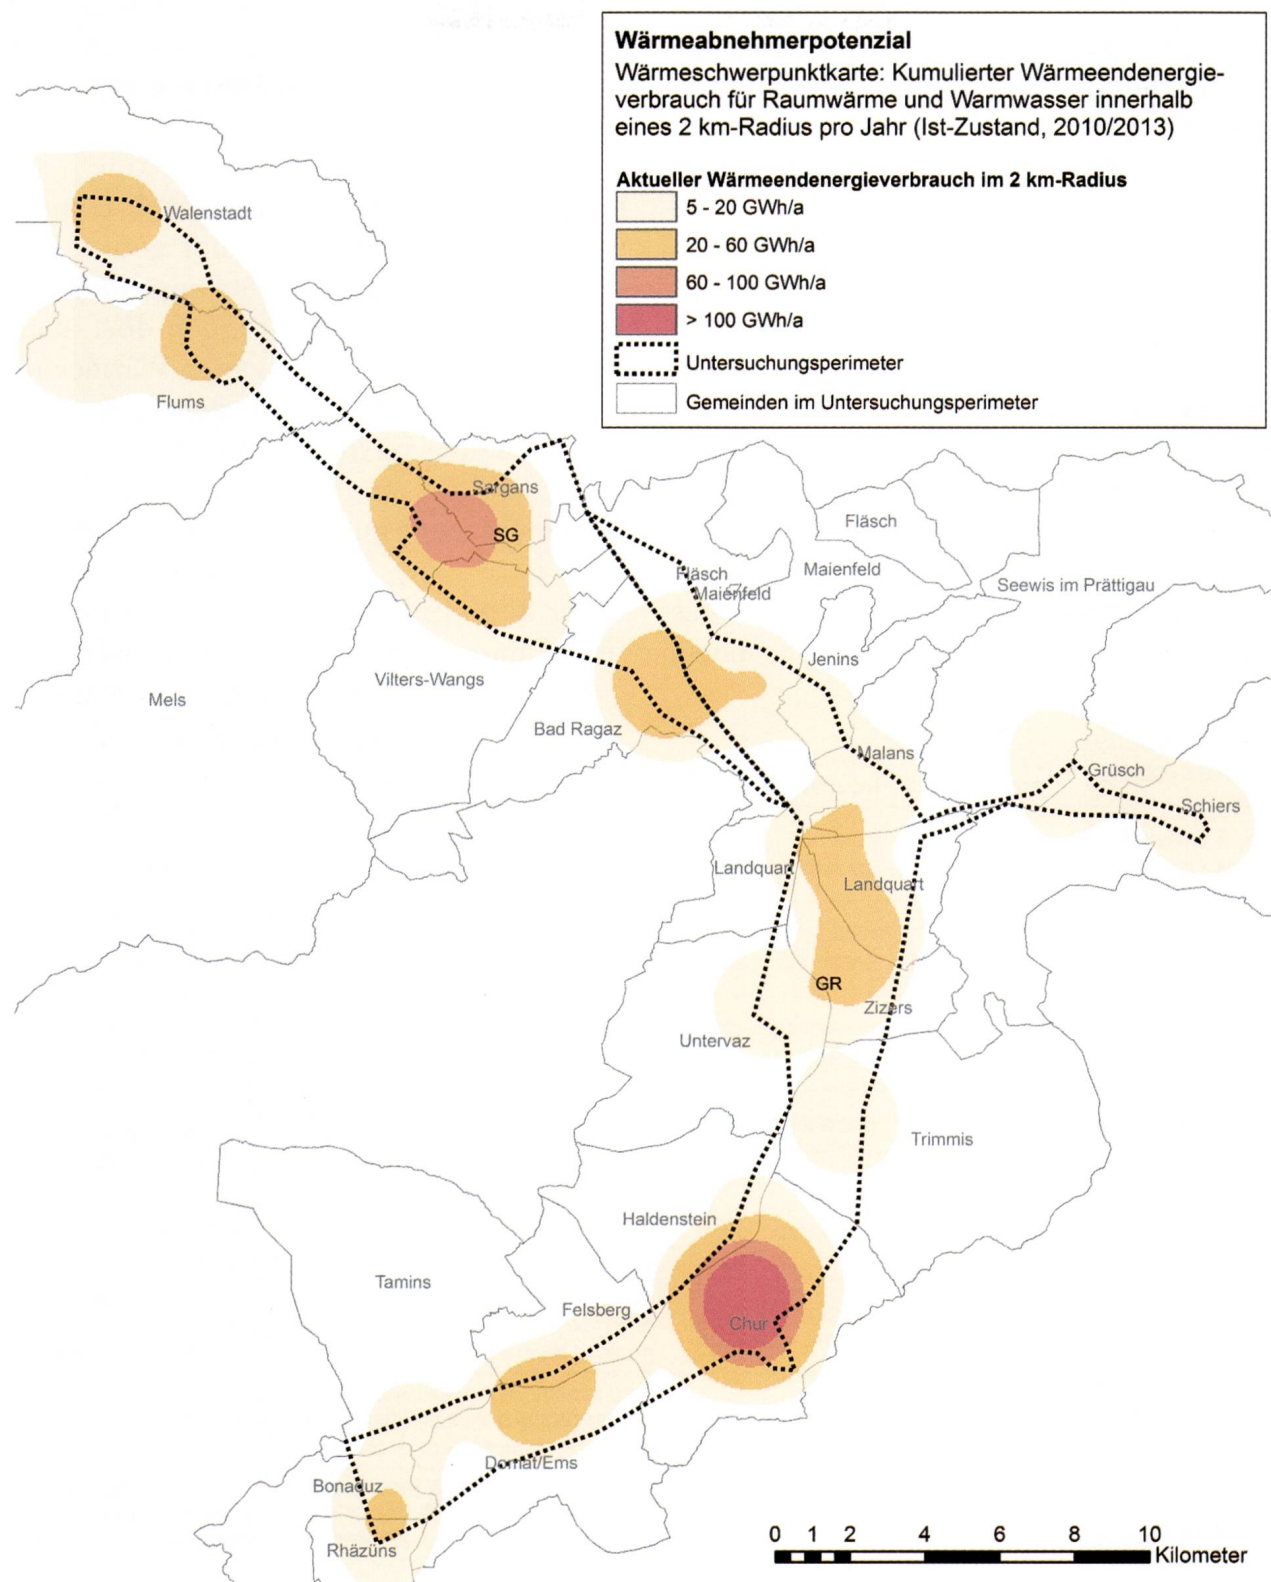 Wärmeabnehmerpotenzial
Wärmeschwerpunktkarte: Kumulierter Wärmeendenergie-
verbrauch für Raumwärme und Warmwasser innerhalb
eines 2 km-Radius pro Jahr (Ist-Zustand, 2010/2013)
Aktueller Wärmeendenergieverbrauch im 2 km-Radius
5 - 20 GWh/a
20 - 60 GWh/a
60 - 100 GWh/a
> 100 GWh/a
Untersuchungsperimeter
Gemeinden im Untersuchungsperimeter
Walenstadt
Flums
Sargans
SG
Fläsch
Fläsch
Maienfeld
Maienfeld
Seewis im Prättigau
Jenins
Vilters-Wangs
Mels
Bad Ragaz
Malans
Grüsch
Schiers
Landquart
Landquart
GR
Zizers
Untervaz
Trimmis
Haldenstein
Tamins
Felsberg
Chur
Domat/Ems
Bonaduz
Rhäzüns
0 1 2 4 6 8 10
Kilometer